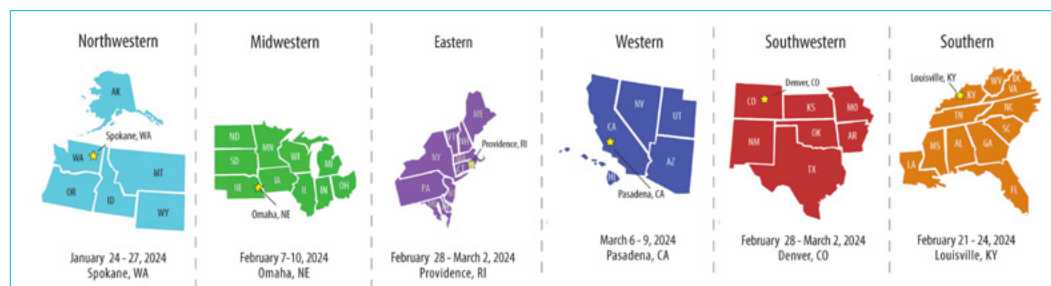 Northwestern
AK
Spokane, WA
WA
MT
OR
ID
WY
January 24 - 27, 2024
Spokane, WA
Midwestern
ND
MN
SD
WI
MI
NE
IA
IL
IN
OH
Omaha, NE
February 7-10, 2024
Omaha, NE
Eastern
ME
VT
NH
NY
Providence, RI
PA
February 28 - March 2, 2024
Providence, RI
Western
NV
UT
CA
AZ
HI
Pasadena, CA
March 6 - 9, 2024
Pasadena, CA
Southwestern
Denver, CO
CO
KS
MO
OK
AR
NM
TX
February 28 - March 2, 2024
Denver, CO
Southern
Louisville, KY
WV
DC
KY
VA
TN
NC
SC
MS
AL
GA
LA
FL
February 21 - 24, 2024
Louisville, KY